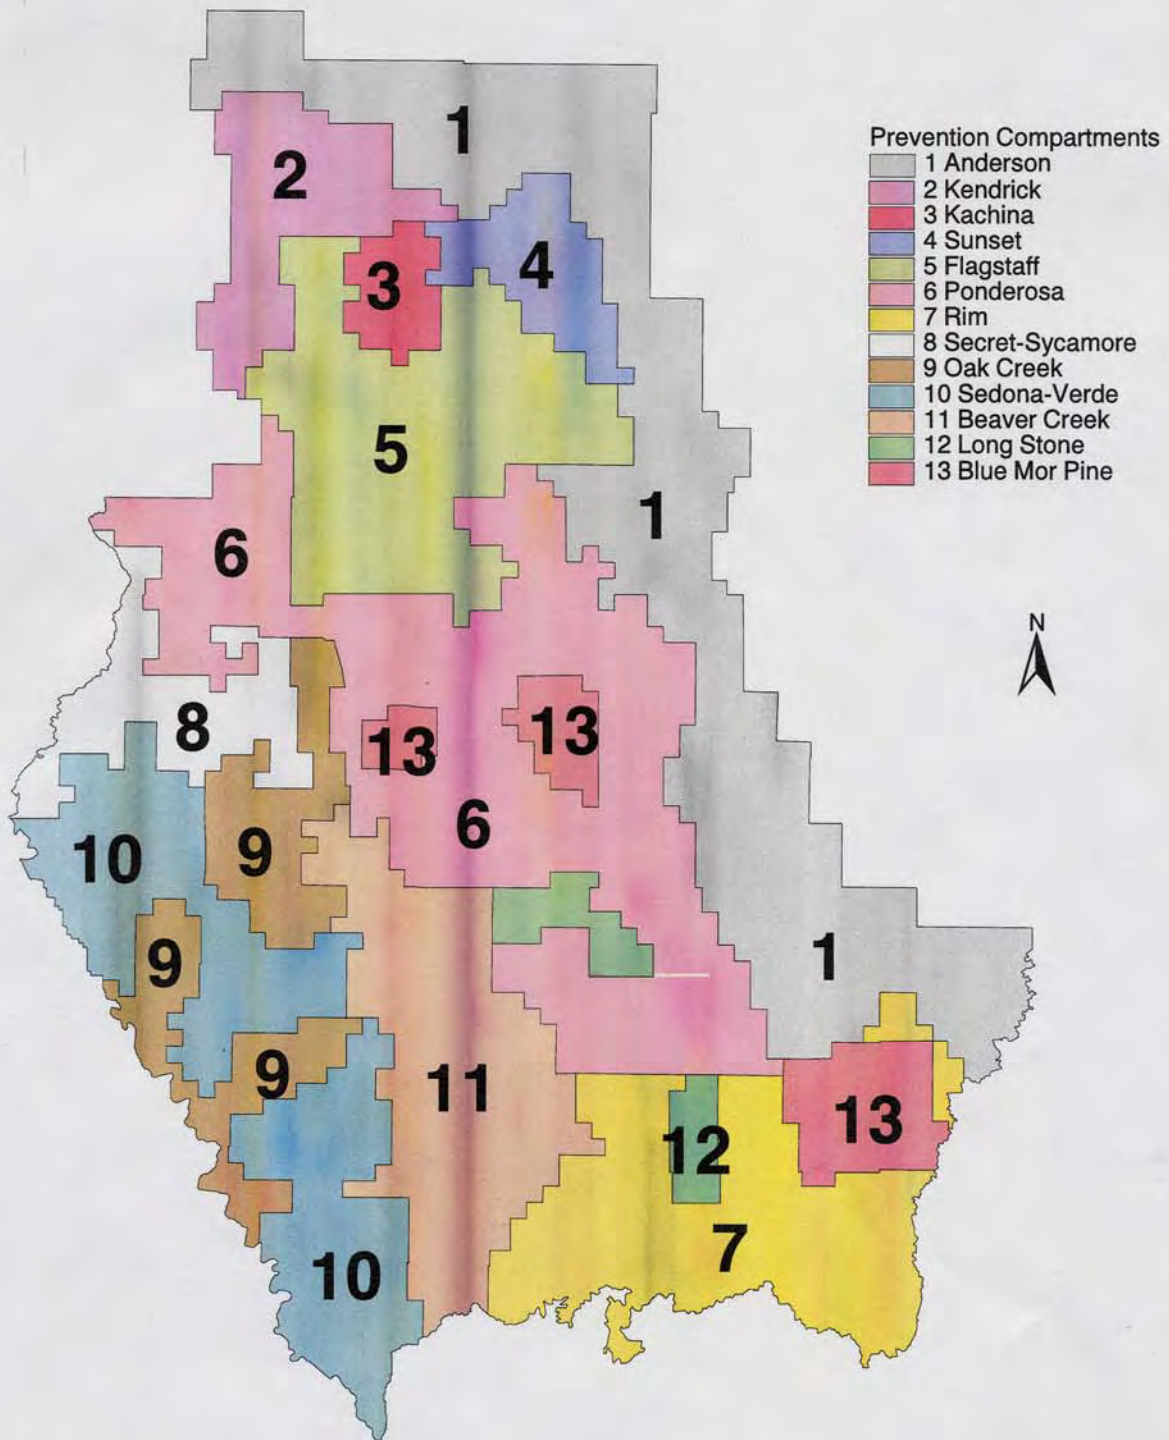 1
2
4
3
5
1
6
8
13
13
6
10
9
9
1
11
9
13
12
7
10
Prevention Compartments
1 Anderson
2 Kendrick
3 Kachina
4 Sunset
5 Flagstaff
6 Ponderosa
7 Rim
8 Secret-Sycamore
9 Oak Creek
10 Sedona-Verde
11 Beaver Creek
12 Long Stone
13 Blue Mor Pine
N